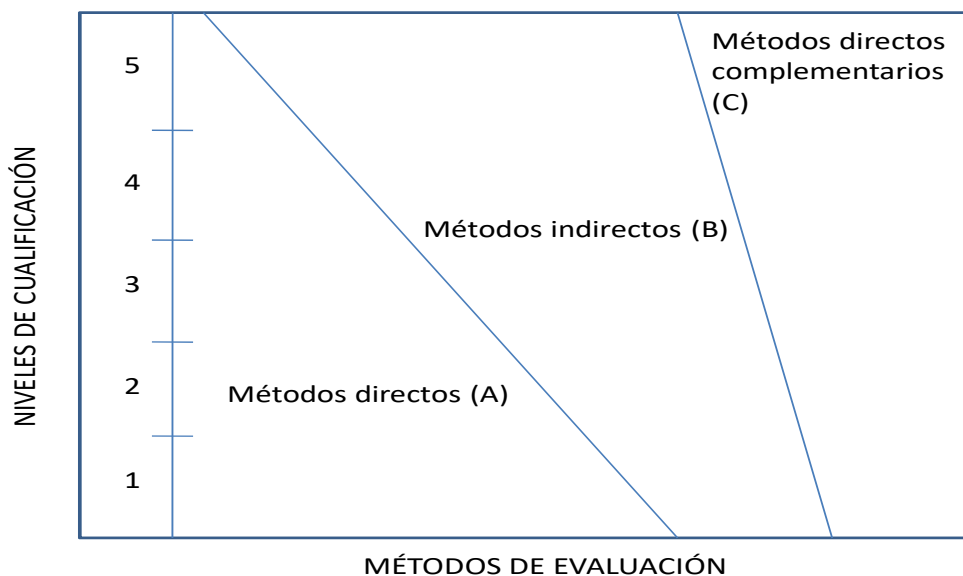 Métodos directos
complementarios
(C)
5
4
Métodos indirectos (B)
3
2
Métodos directos (A)
1
NIVELES DE CUALIFICACIÓN
MÉTODOS DE EVALUACIÓN